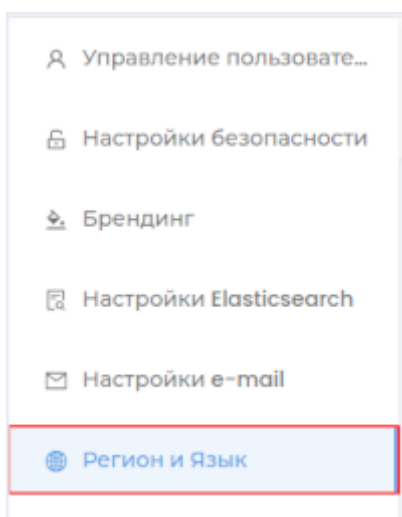 Управление пользовате...
Настройки безопасности
Брендинг
Настройки Elasticsearch
Настройки e-mail
Регион и Язык